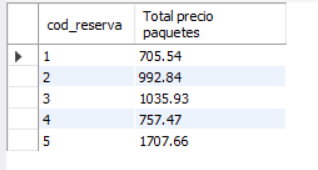 cod_reserva Total precio
paquetes
1 705.54
2 992.84
3 1035.93
4 757.47
5 1707.66